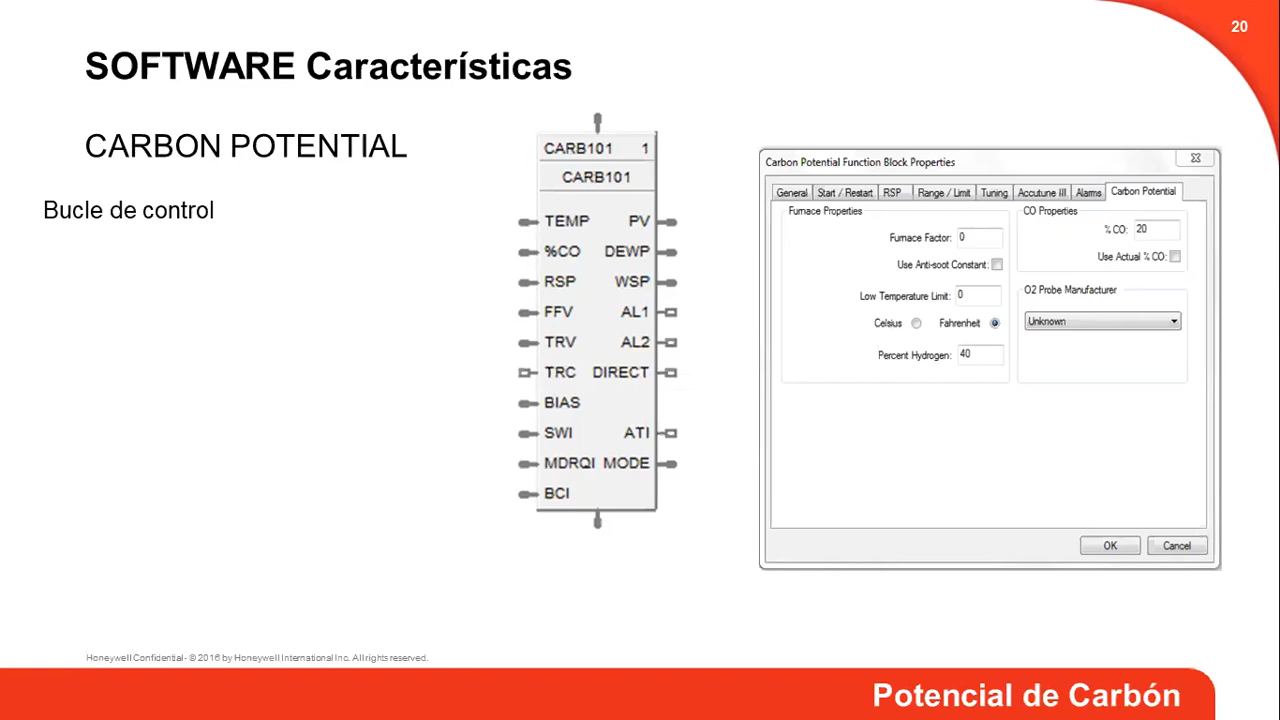 20
SOFTWARE Características
CARBON POTENTIAL
Bucle de control
CARB101 1
CARB101
TEMP PV
%CO DEWP
RSP WSP
FFV AL1
TRV AL2
TRC DIRECT
BIAS
SWI ATI
MDRQI MODE
BCI
Carbon Potential Function Block Properties
General Start / Restart RSP Range / Limit Tuning Accutune III Alarms Carbon Potential
Furnace Properties
Furnace Factor: 0
Use Anti-soot Constant:
Low Temperature Limit: 0
Celsius Fahrenheit
Percent Hydrogen: 40
CO Properties
% CO: 20
Use Actual % CO:
O2 Probe Manufacturer
Unknown
OK Cancel
Honeywell Confidential - © 2016 by Honeywell International Inc. All rights reserved.
Potencial de Carbón